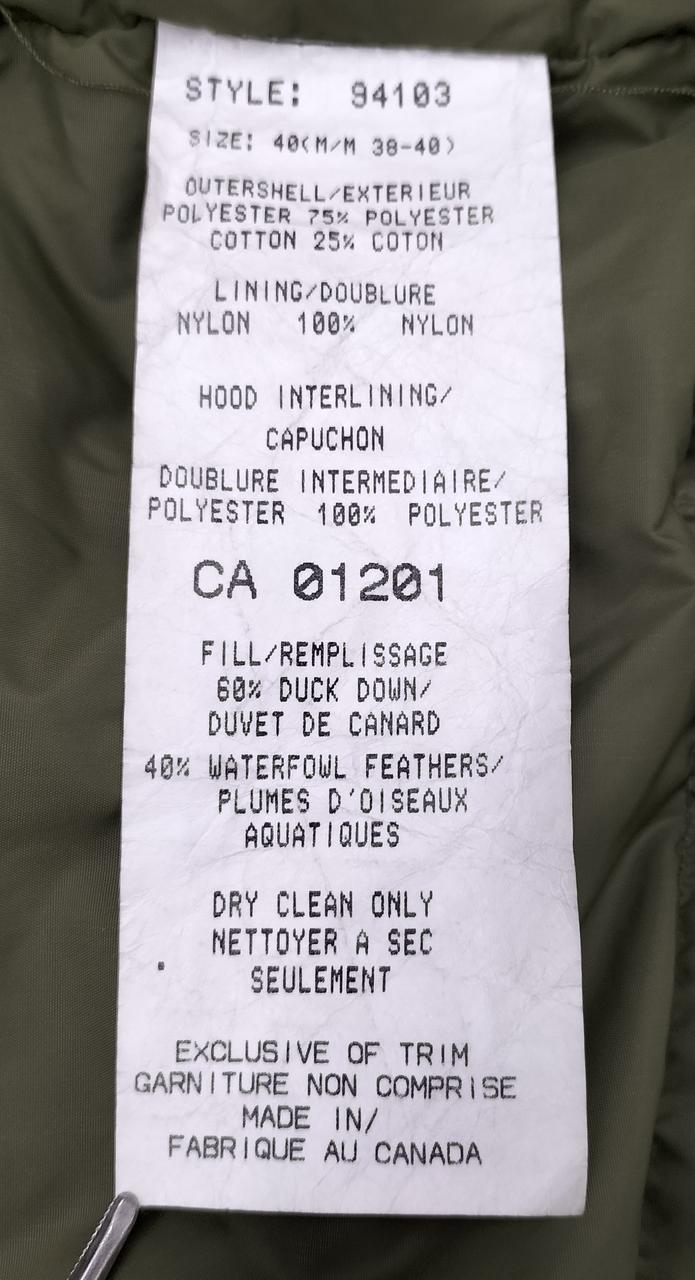 STYLE: 94103
SIZE: 40(M/M 38-40)
OUTERSHELL/EXTERIEUR
POLYESTER 75% POLYESTER
COTTON 25% COTON
LINING/DOUBLURE
NYLON 100% NYLON
HOOD INTERLINING/
CAPUCHON
DOUBLURE INTERMEDIAIRE/
POLYESTER 100% POLYESTER
CA 01201
FILL/REMPLISSAGE
60% DUCK DOWN/
DUVET DE CANARD
40% WATERFOWL FEATHERS/
PLUMES D'OISEAUX
AQUATIQUES
DRY CLEAN ONLY
NETTOYER A SEC
SEULEMENT
EXCLUSIVE OF TRIM
GARNITURE NON COMPRISE
MADE IN/
FABRIQUE AU CANADA